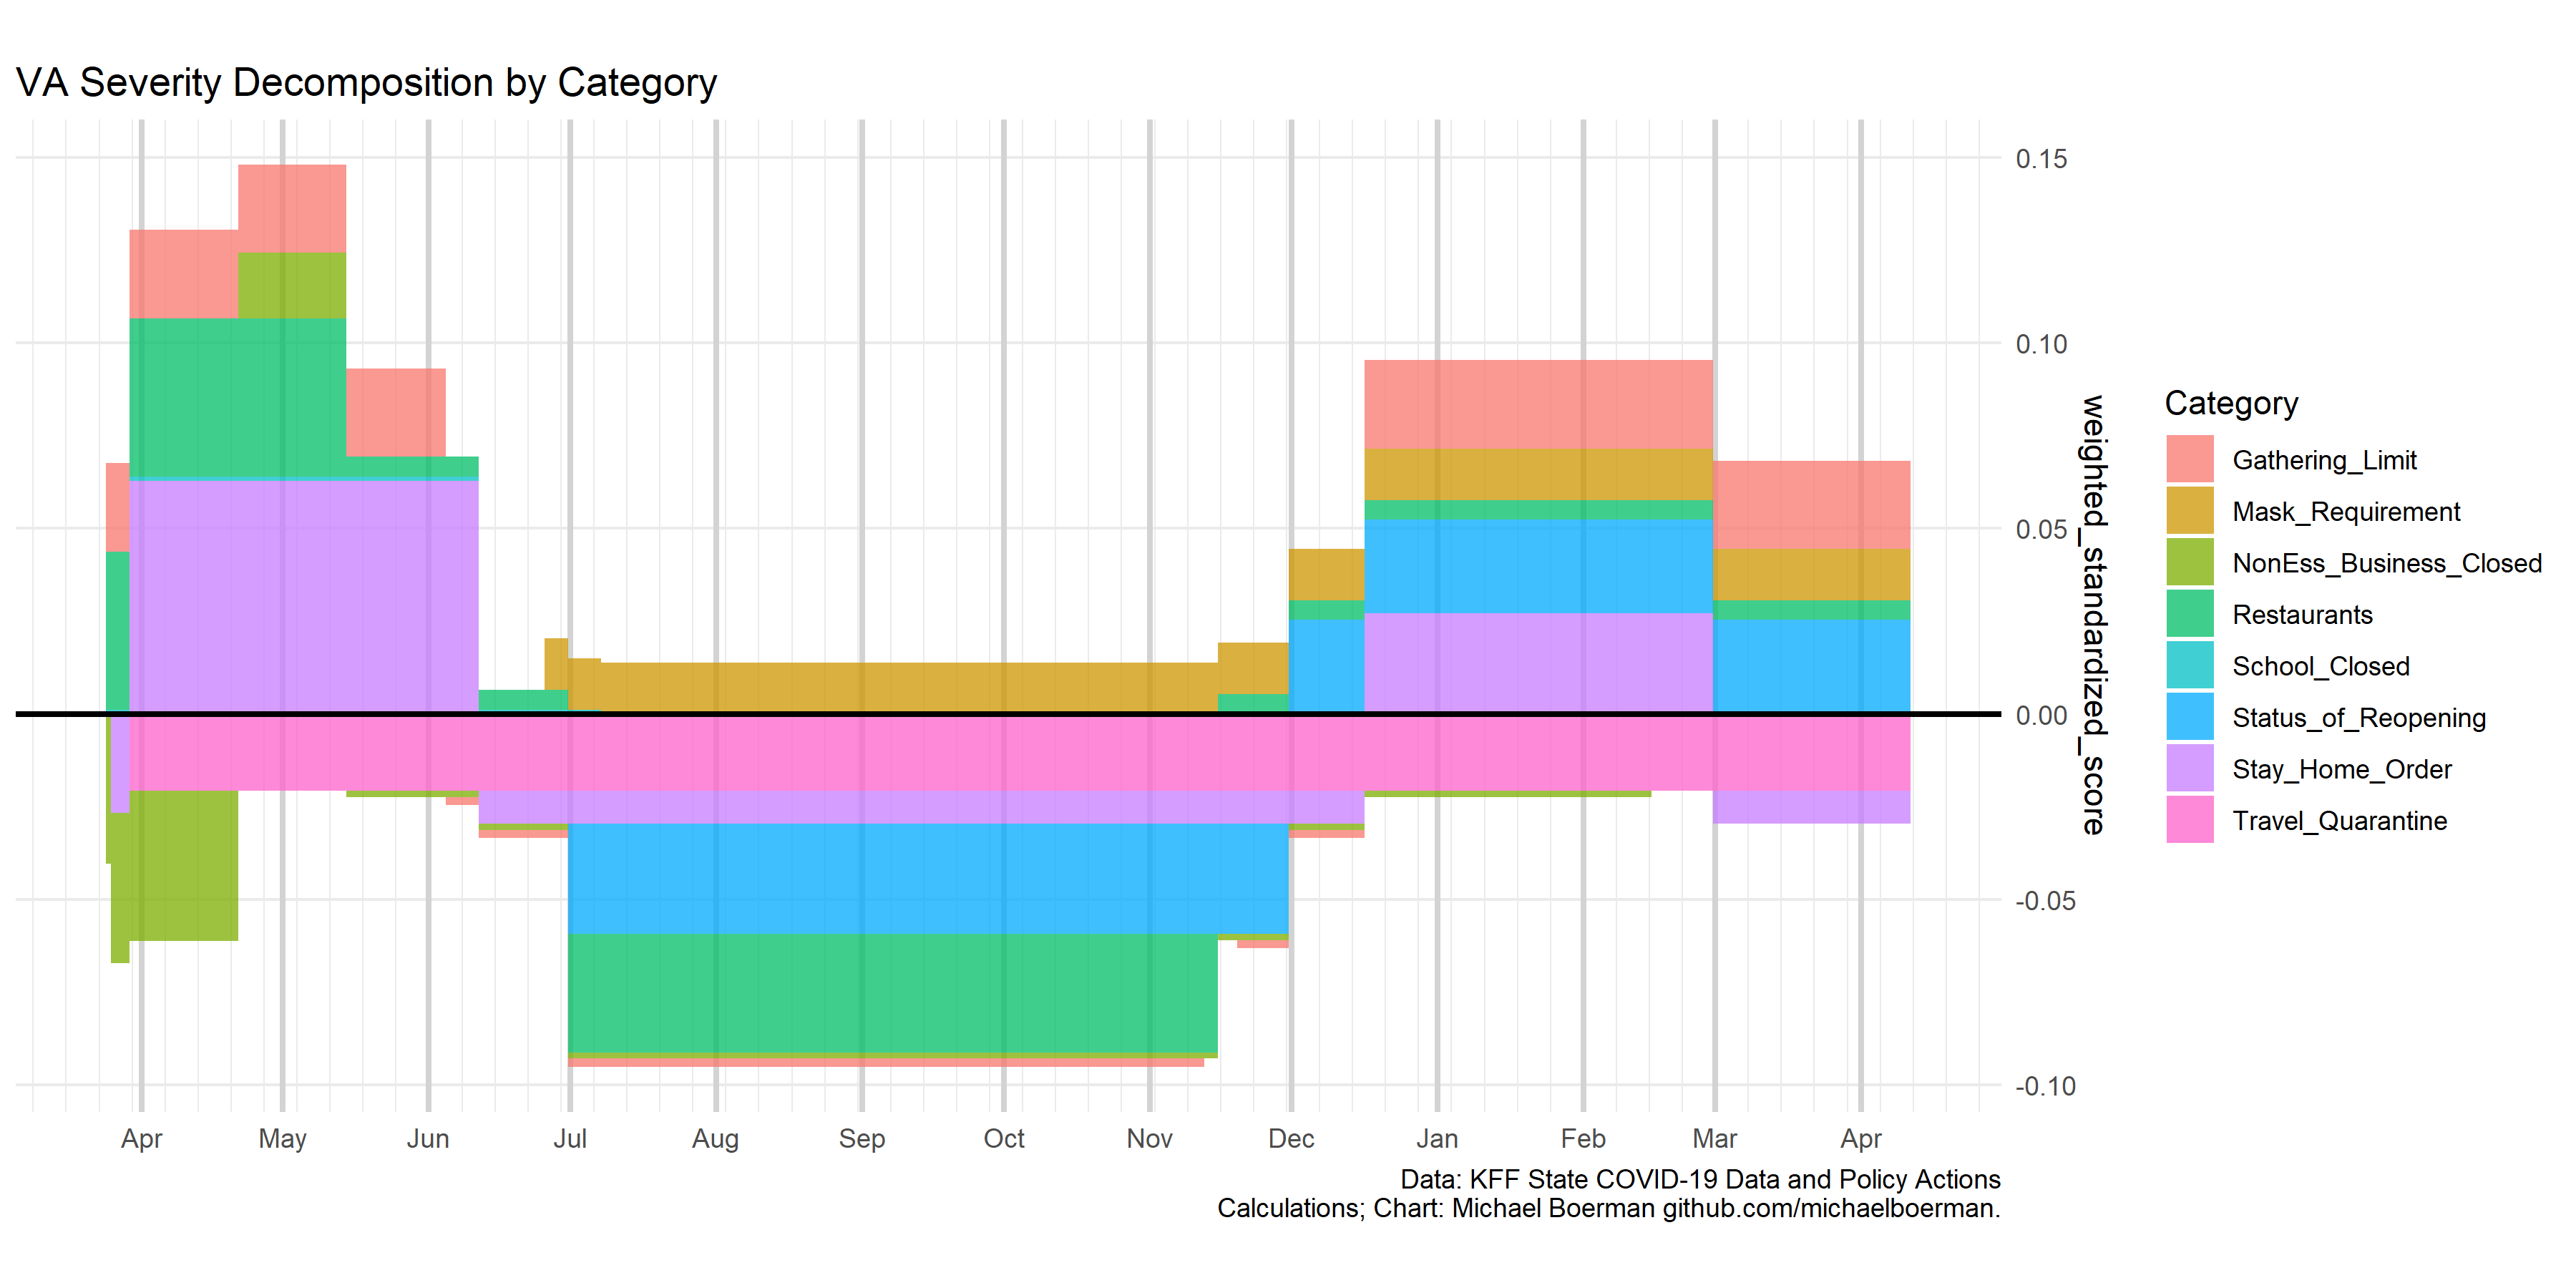 VA Severity Decomposition by Category
0.15
0.10
0.05
0.00
-0.05
-0.10
weighted_standardized_score
Category
Gathering_Limit
Mask_Requirement
NonEss_Business_Closed
Restaurants
School_Closed
Status_of_Reopening
Stay_Home_Order
Travel_Quarantine
Apr May Jun Jul Aug Sep Oct Nov Dec Jan Feb Mar Apr
Data: KFF State COVID-19 Data and Policy Actions
Calculations; Chart: Michael Boerman github.com/michaelboerman.